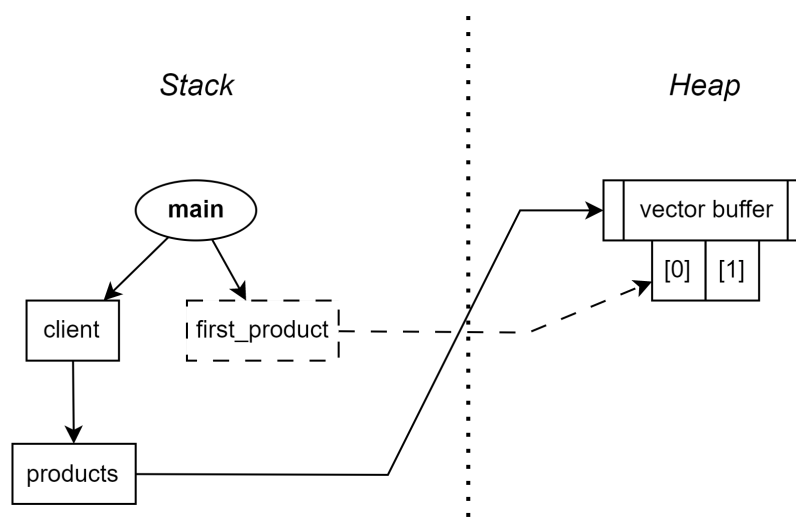 Stack
Heap
main
vector buffer
[0]
[1]
client
first_product
products